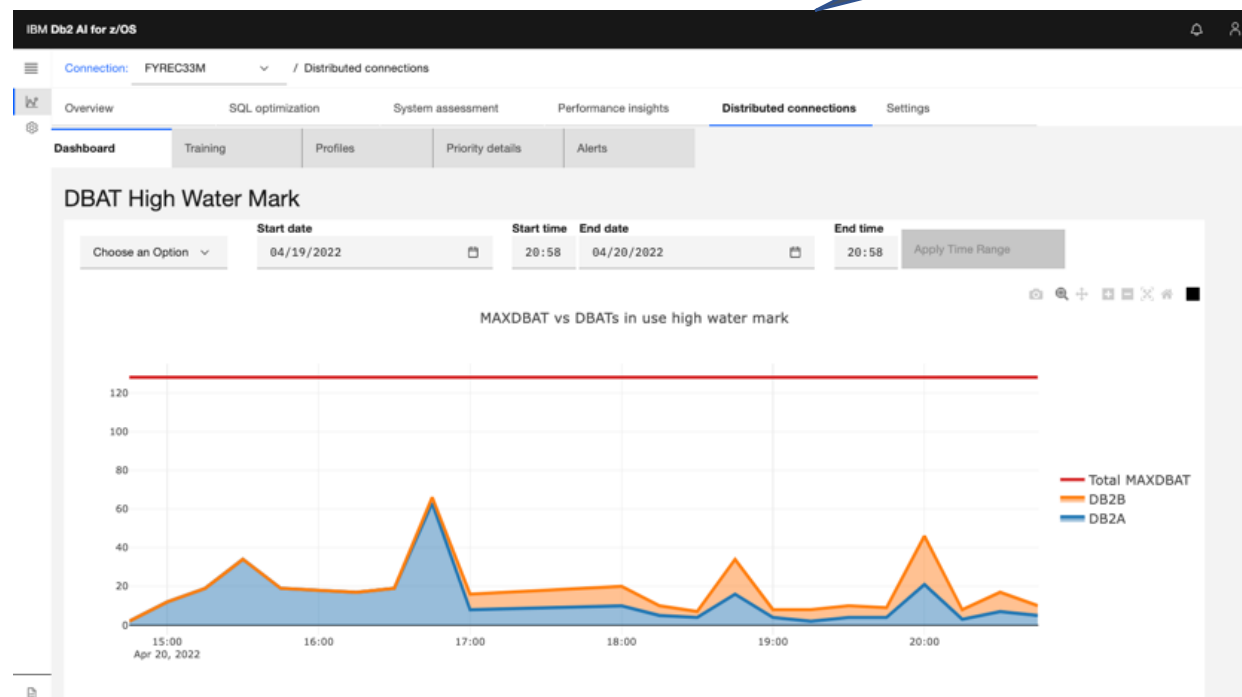 IBM Db2 AI for z/OS
Connection: FYREC33M / Distributed connections
Overview SQL optimization System assessment Performance insights Distributed connections Settings
Dashboard Training Profiles Priority details Alerts
DBAT High Water Mark
Start date Start time End date End time
Choose an Option 04/19/2022 20:58 04/20/2022 20:58 Apply Time Range
MAXDBAT vs DBATs in use high water mark
120
100
80
60
40
20
0
Total MAXDBAT
DB2B
DB2A
15:00 16:00 17:00 18:00 19:00 20:00
Apr 20, 2022